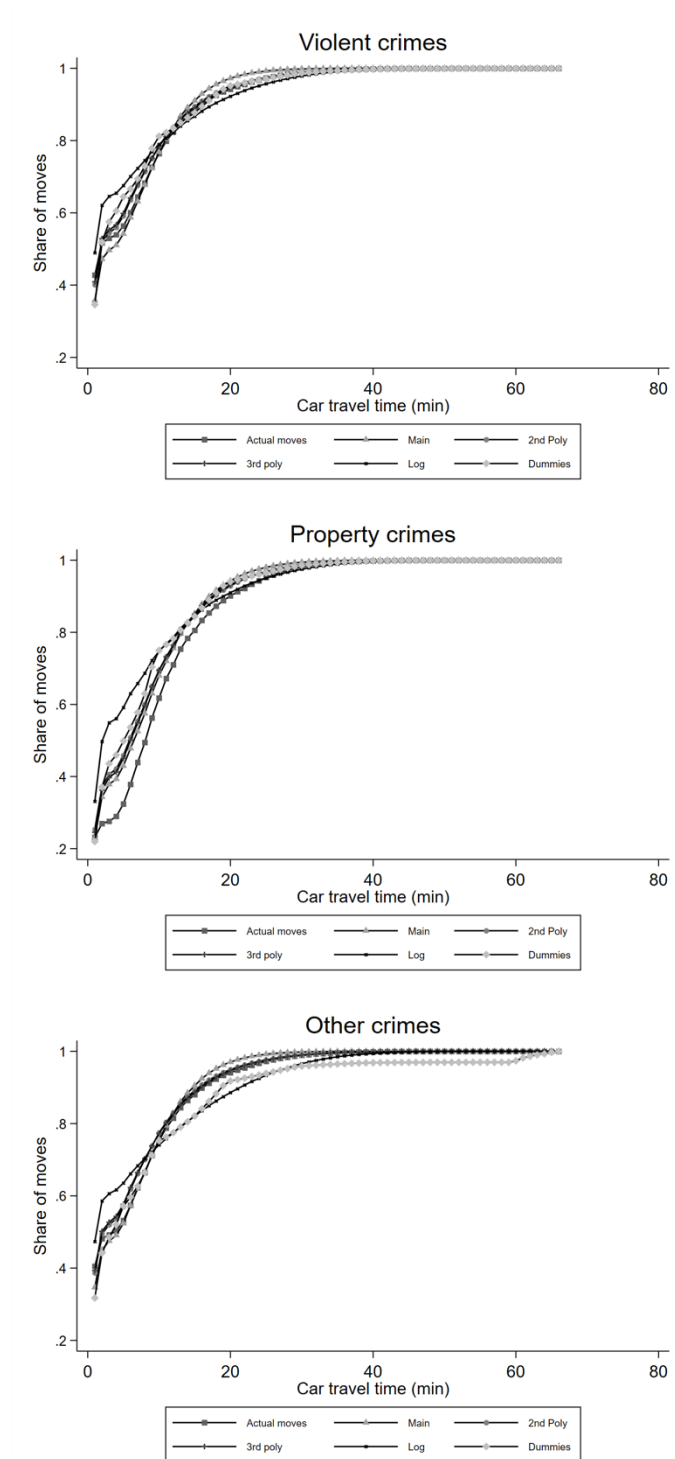 Violent crimes
1
.8
.6
.4
.2
Share of moves
0 20 40 60 80
Car travel time (min)
Actual moves Main 2nd Poly
3rd poly Log Dummies
Property crimes
1
.8
.6
.4
.2
Share of moves
0 20 40 60 80
Car travel time (min)
Actual moves Main 2nd Poly
3rd poly Log Dummies
Other crimes
1
.8
.6
.4
.2
Share of moves
0 20 40 60 80
Car travel time (min)
Actual moves Main 2nd Poly
3rd poly Log Dummies